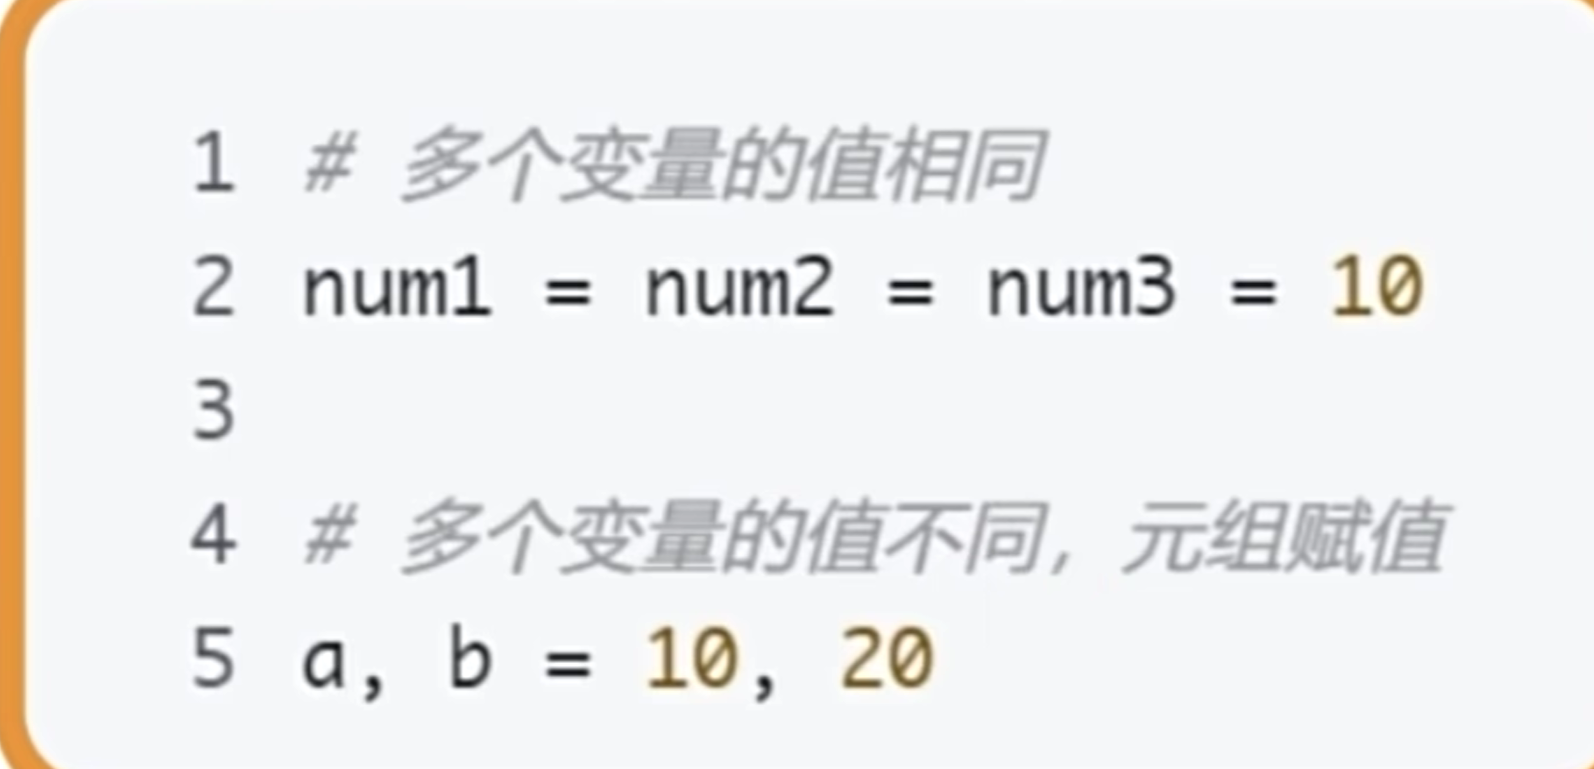 1 # 多个变量的值相同
2 num1 = num2 = num3 = 10
3
4 # 多个变量的值不同，元组赋值
5 a, b = 10, 20